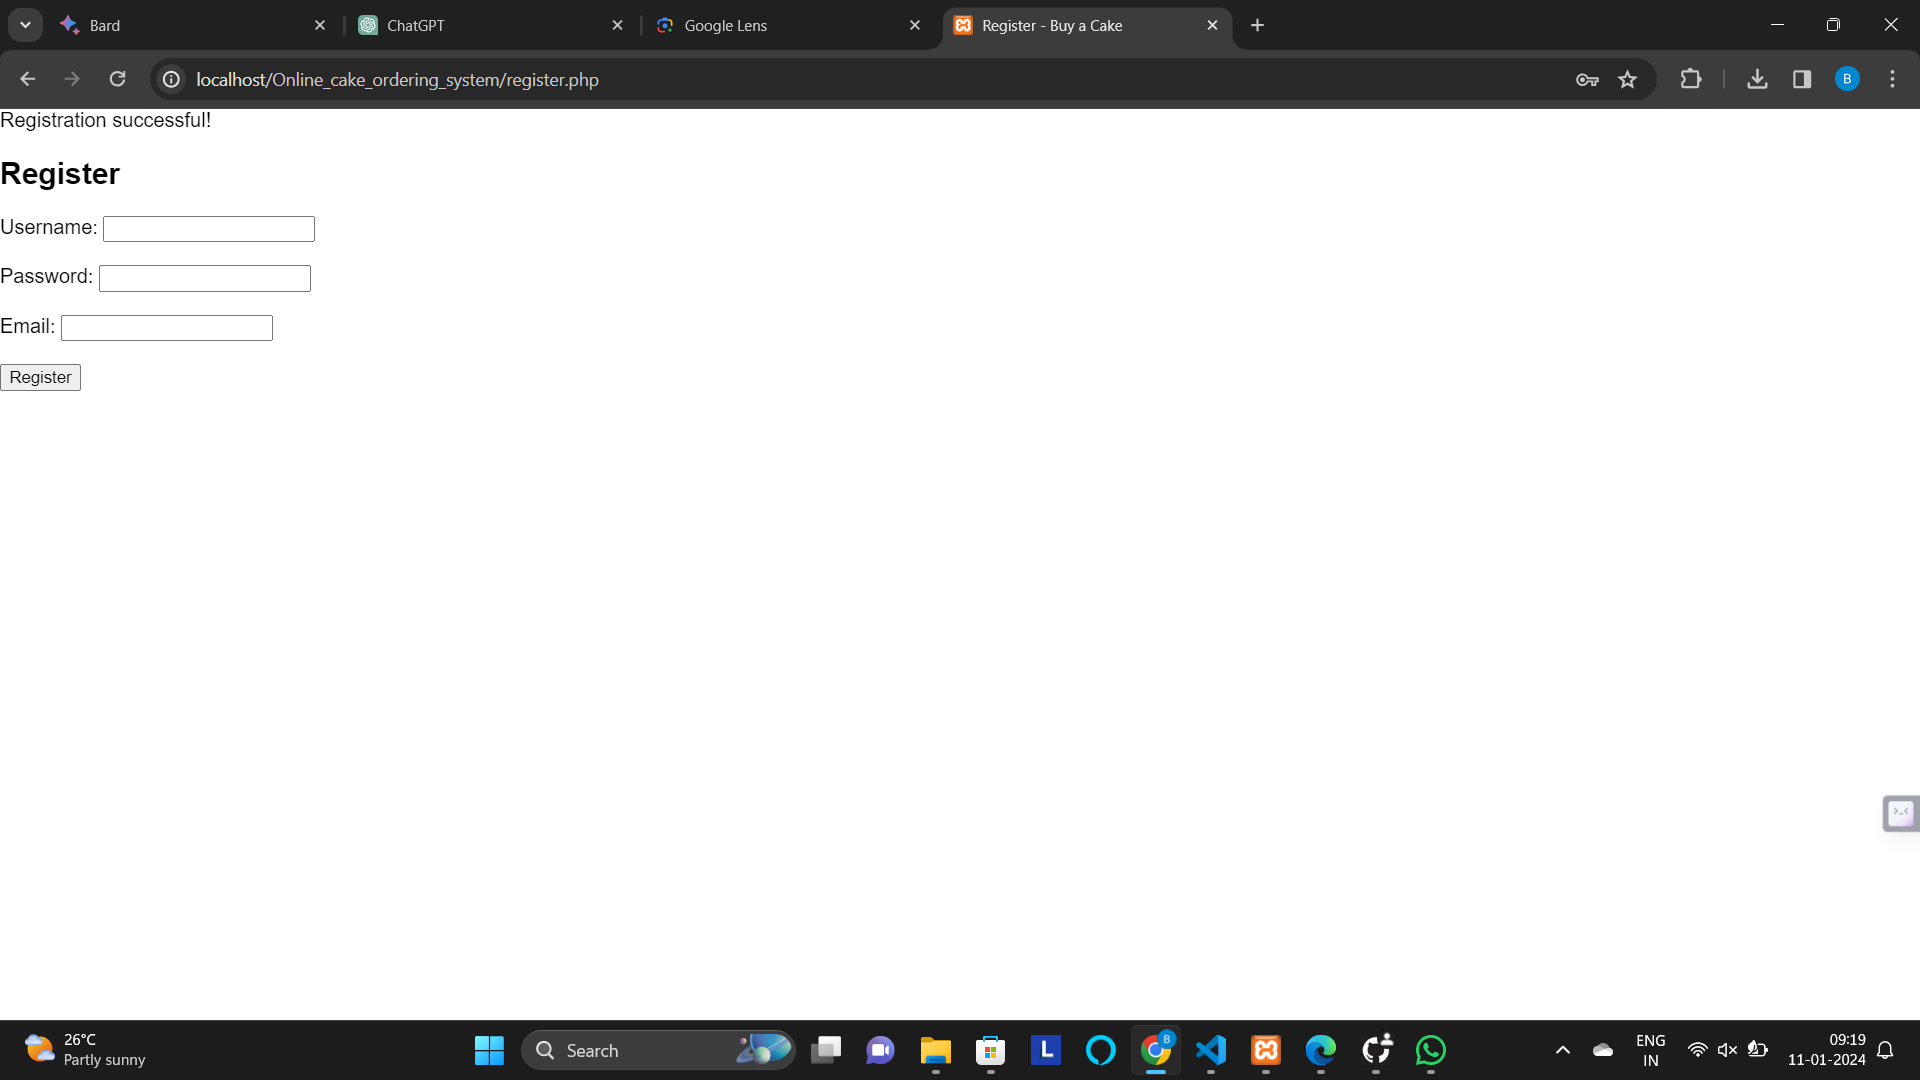 Bard
ChatGPT
Google Lens
Register - Buy a Cake
localhost/Online_cake_ordering_system/register.php
B
Registration successful!
Register
Username:
Password:
Email:
Register
26°C
Partly sunny
Search
L
B
ENG
IN
09:19
11-01-2024